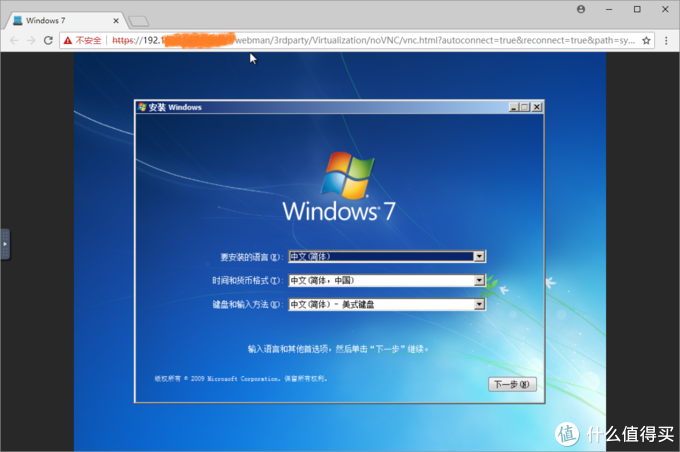 Windows 7
不安全 https://192.1 /webman/3rdparty/Virtualization/noVNC/vnc.html?autoconnect=true&reconnect=true&path=sy...
安装 Windows
Windows 7
要安装的语言(E): 中文(简体)
时间和货币格式(T): 中文(简体，中国)
键盘和输入方法(K): 中文(简体) - 美式键盘
输入语言和其他首选项，然后单击“下一步”继续。
版权所有 © 2009 Microsoft Corporation。保留所有权利。
下一步(N)
值 什么值得买